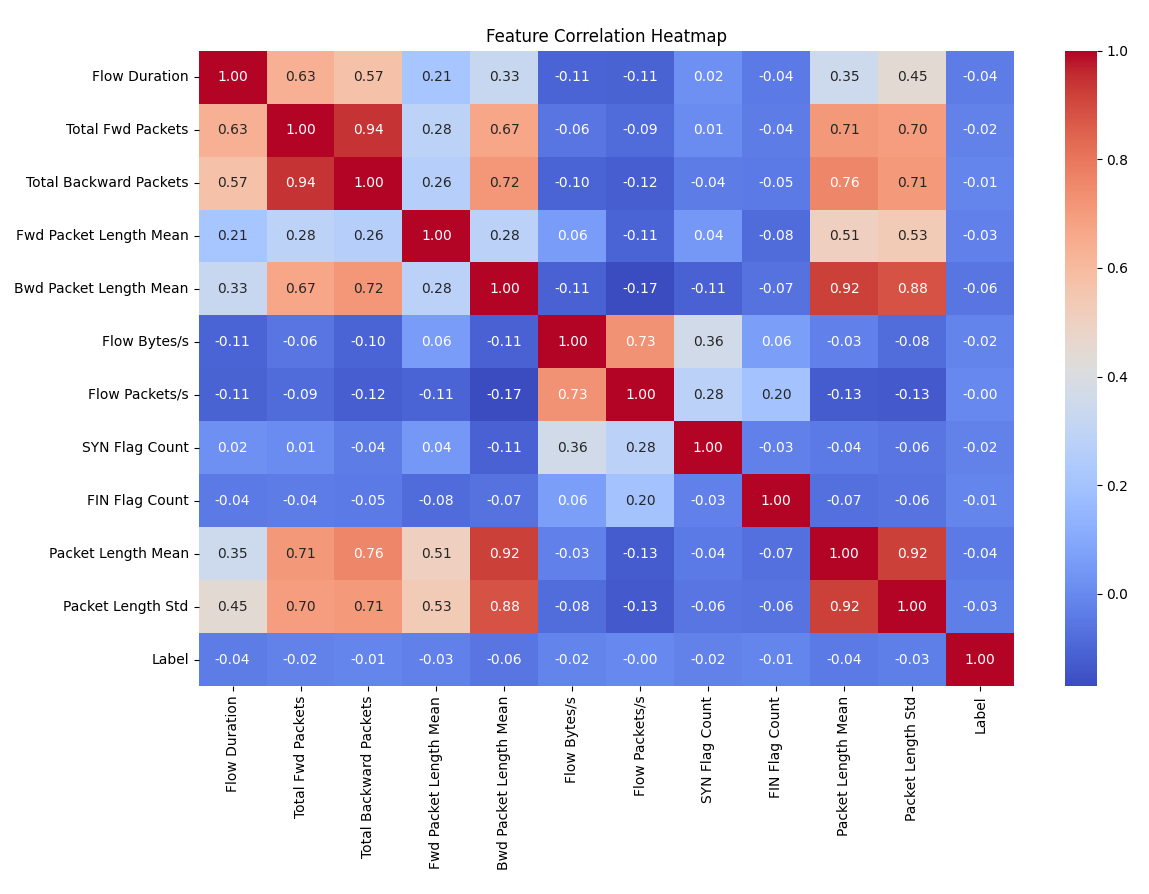 Feature Correlation Heatmap
Flow Duration 1.00 0.63 0.57 0.21 0.33 -0.11 -0.11 0.02 -0.04 0.35 0.45 -0.04
Total Fwd Packets 0.63 1.00 0.94 0.28 0.67 -0.06 -0.09 0.01 -0.04 0.71 0.70 -0.02
Total Backward Packets 0.57 0.94 1.00 0.26 0.72 -0.10 -0.12 -0.04 -0.05 0.76 0.71 -0.01
Fwd Packet Length Mean 0.21 0.28 0.26 1.00 0.28 0.06 -0.11 0.04 -0.08 0.51 0.53 -0.03
Bwd Packet Length Mean 0.33 0.67 0.72 0.28 1.00 -0.11 -0.17 -0.11 -0.07 0.92 0.88 -0.06
Flow Bytes/s -0.11 -0.06 -0.10 0.06 -0.11 1.00 0.73 0.36 0.06 -0.03 -0.08 -0.02
Flow Packets/s -0.11 -0.09 -0.12 -0.11 -0.17 0.73 1.00 0.28 0.20 -0.13 -0.13 -0.00
SYN Flag Count 0.02 0.01 -0.04 0.04 -0.11 0.36 0.28 1.00 -0.03 -0.04 -0.06 -0.02
FIN Flag Count -0.04 -0.04 -0.05 -0.08 -0.07 0.06 0.20 -0.03 1.00 -0.07 -0.06 -0.01
Packet Length Mean 0.35 0.71 0.76 0.51 0.92 -0.03 -0.13 -0.04 -0.07 1.00 0.92 -0.04
Packet Length Std 0.45 0.70 0.71 0.53 0.88 -0.08 -0.13 -0.06 -0.06 0.92 1.00 -0.03
Label -0.04 -0.02 -0.01 -0.03 -0.06 -0.02 -0.00 -0.02 -0.01 -0.04 -0.03 1.00
Flow Duration
Total Fwd Packets
Total Backward Packets
Fwd Packet Length Mean
Bwd Packet Length Mean
Flow Bytes/s
Flow Packets/s
SYN Flag Count
FIN Flag Count
Packet Length Mean
Packet Length Std
Label
1.0
0.8
0.6
0.4
0.2
0.0